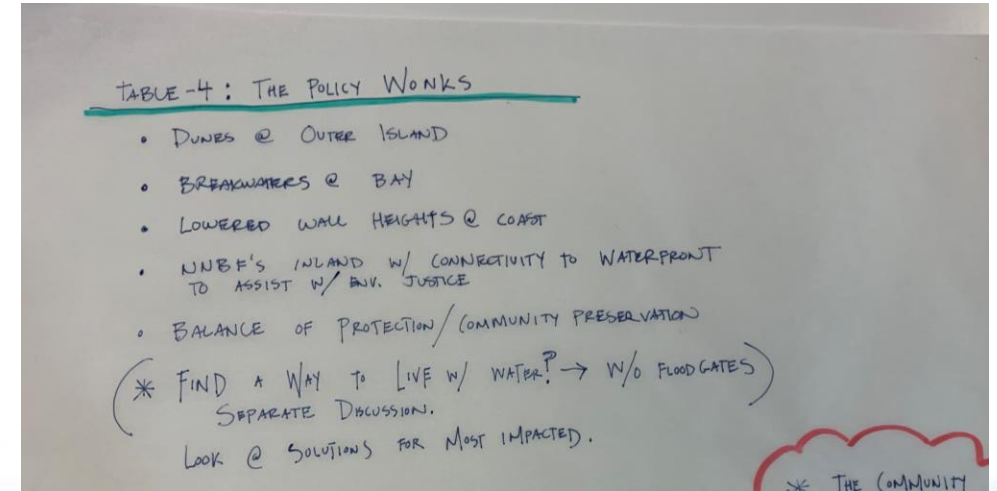 TABLE-4: THE POLICY WONKS
• DUNES @ OUTER ISLAND
• BREAKWATERS @ BAY
• LOWERED WALL HEIGHTS @ COAST
• NNBF'S INLAND W/ CONNECTIVITY TO WATERFRONT
TO ASSIST W/ ENV. JUSTICE
• BALANCE OF PROTECTION/COMMUNITY PRESERVATION
(* FIND A WAY TO LIVE W/ WATER? → W/O FLOODGATES)
SEPARATE DISCUSSION.
LOOK @ SOLUTIONS FOR MOST IMPACTED.
* THE COMMUNITY